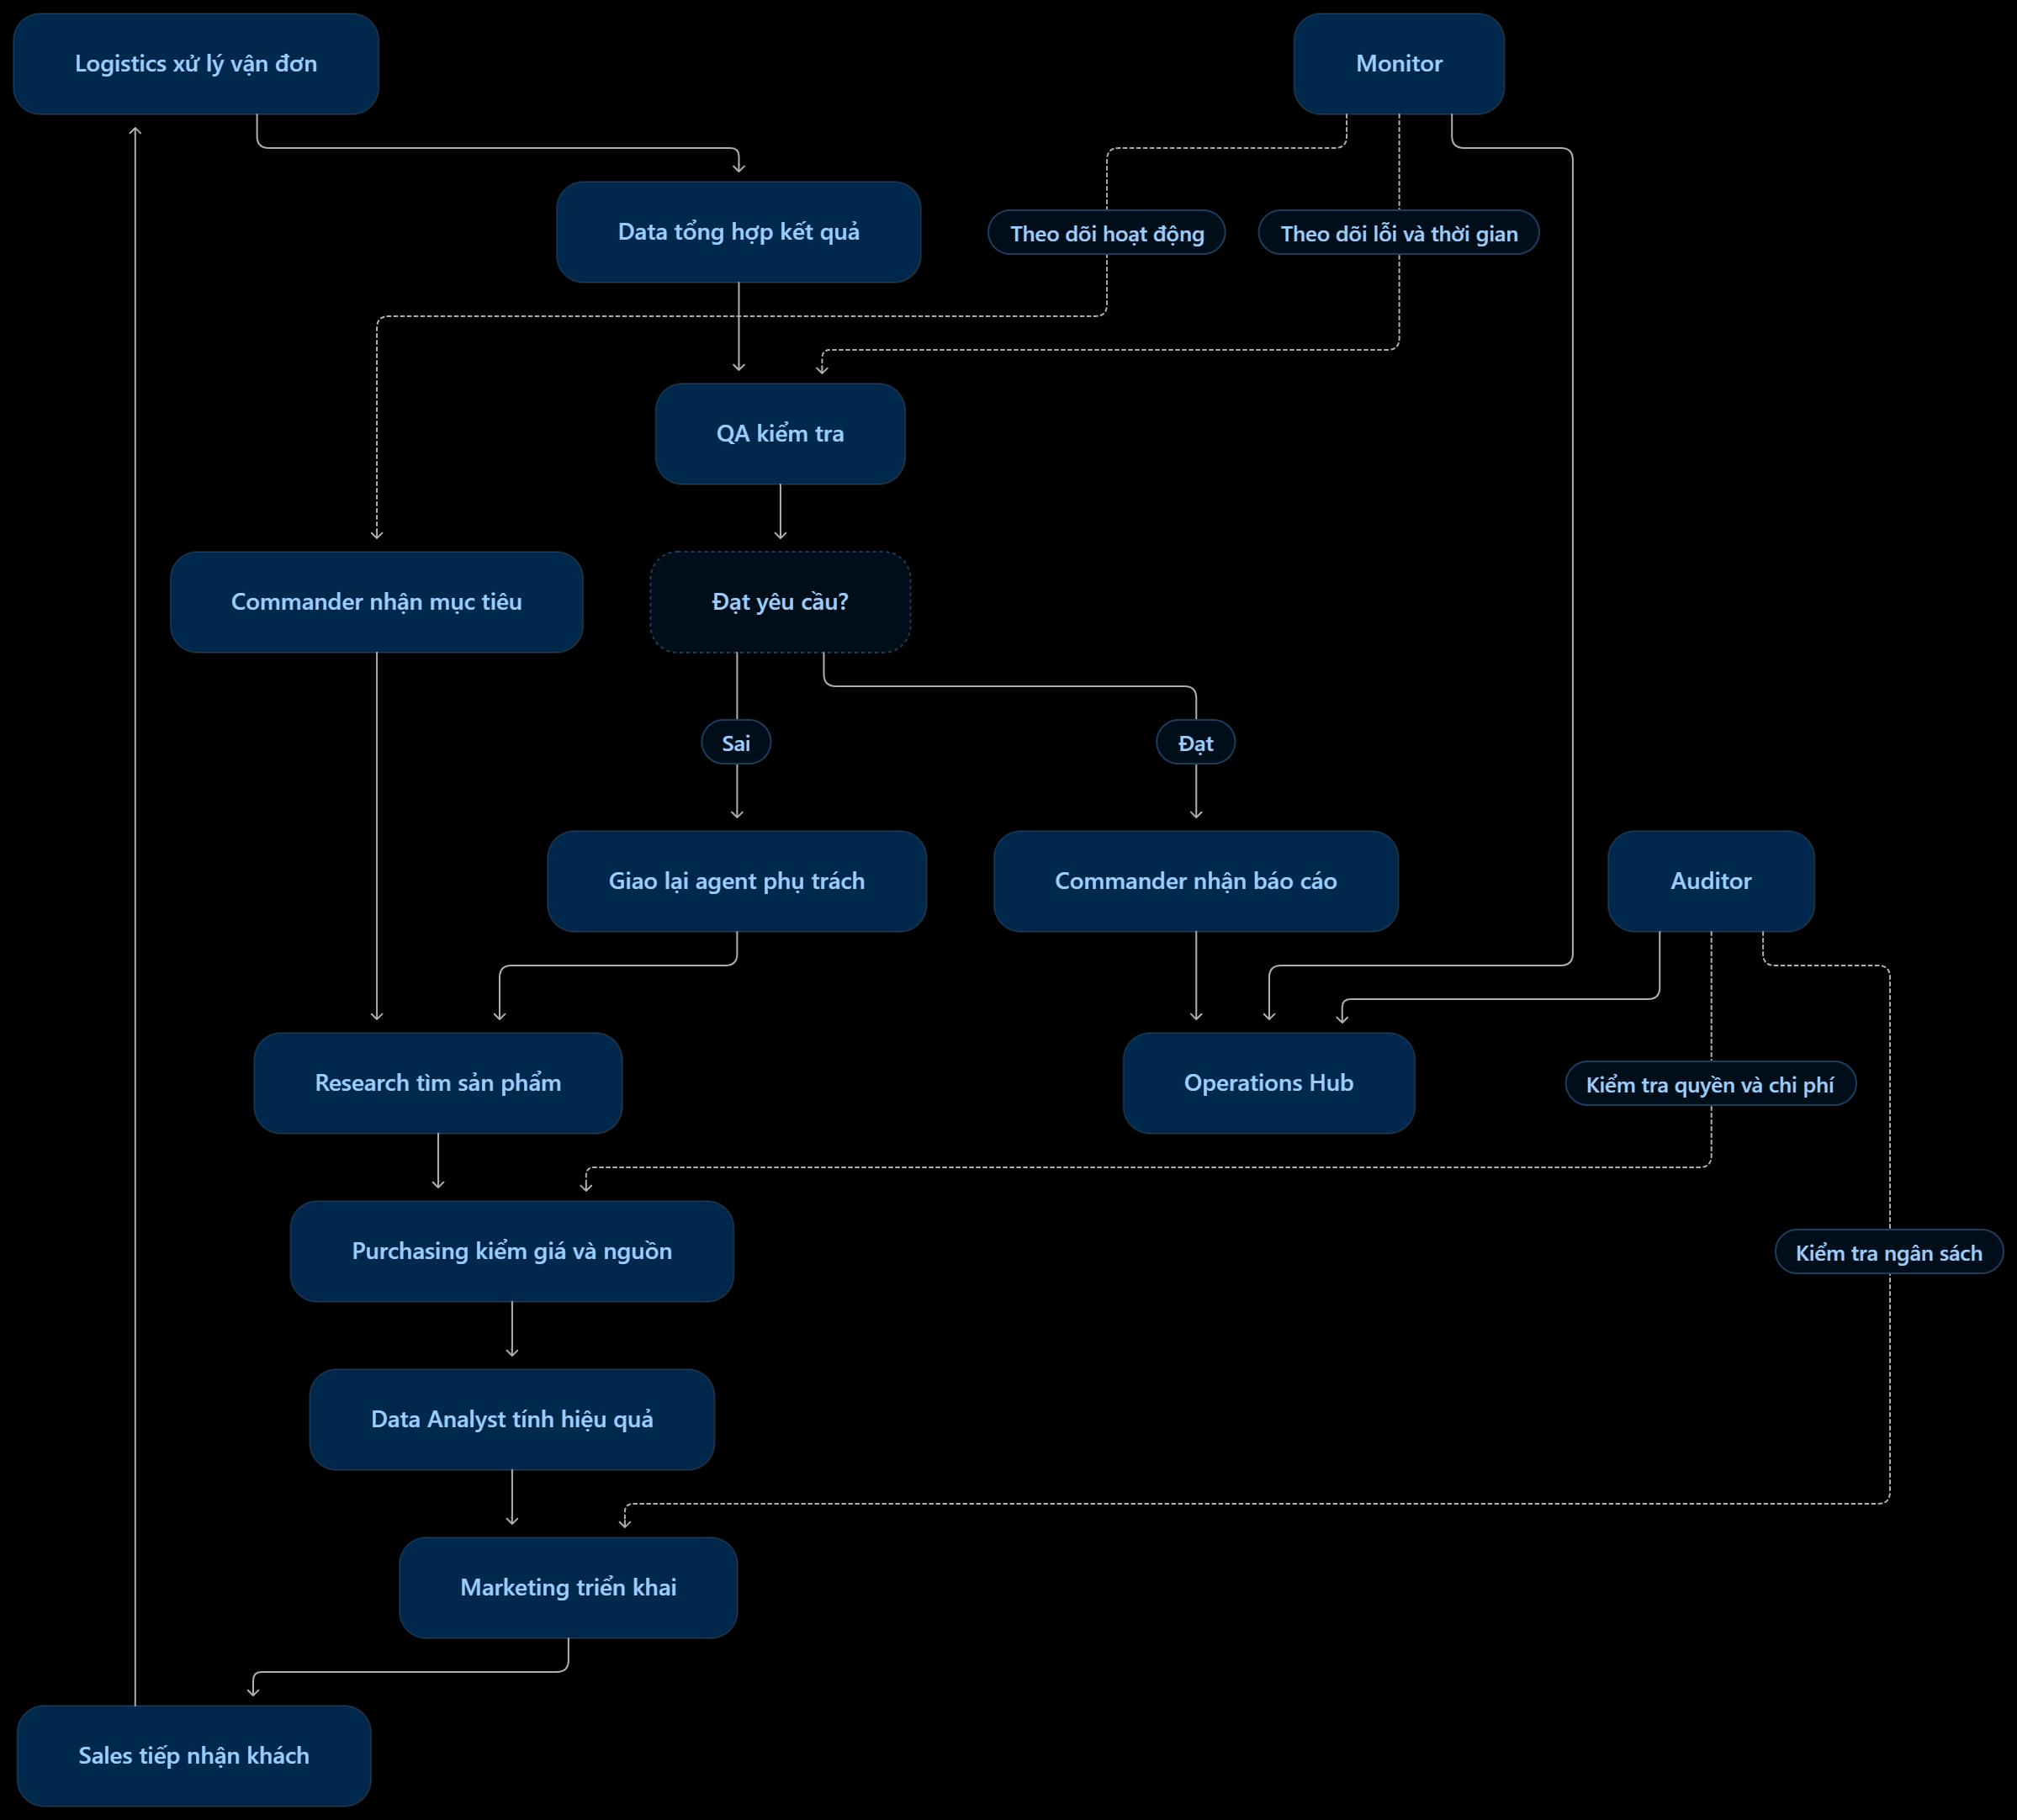 Logistics xử lý vận đơn
Monitor
Data tổng hợp kết quả
Theo dõi hoạt động
Theo dõi lỗi và thời gian
QA kiểm tra
Commander nhận mục tiêu
Đạt yêu cầu?
Sai
Đạt
Giao lại agent phụ trách
Commander nhận báo cáo
Auditor
Research tìm sản phẩm
Operations Hub
Kiểm tra quyền và chi phí
Purchasing kiểm giá và nguồn
Kiểm tra ngân sách
Data Analyst tính hiệu quả
Marketing triển khai
Sales tiếp nhận khách